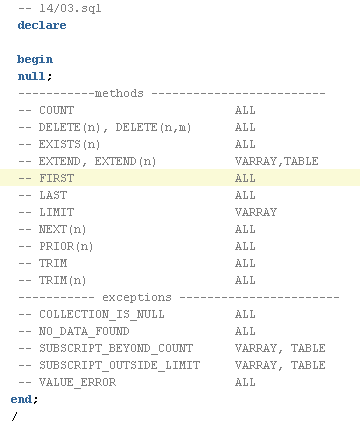 -- 14/03.sql
declare
begin
null;
-----------methods -------------------------
-- COUNT ALL
-- DELETE(n), DELETE(n,m) ALL
-- EXISTS(n) ALL
-- EXTEND, EXTEND(n) VARRAY,TABLE
-- FIRST ALL
-- LAST ALL
-- LIMIT VARRAY
-- NEXT(n) ALL
-- PRIOR(n) ALL
-- TRIM ALL
-- TRIM(n) ALL
----------- exceptions -----------------------
-- COLLECTION_IS_NULL ALL
-- NO_DATA_FOUND ALL
-- SUBSCRIPT_BEYOND_COUNT VARRAY, TABLE
-- SUBSCRIPT_OUTSIDE_LIMIT VARRAY, TABLE
-- VALUE_ERROR ALL
end;
/